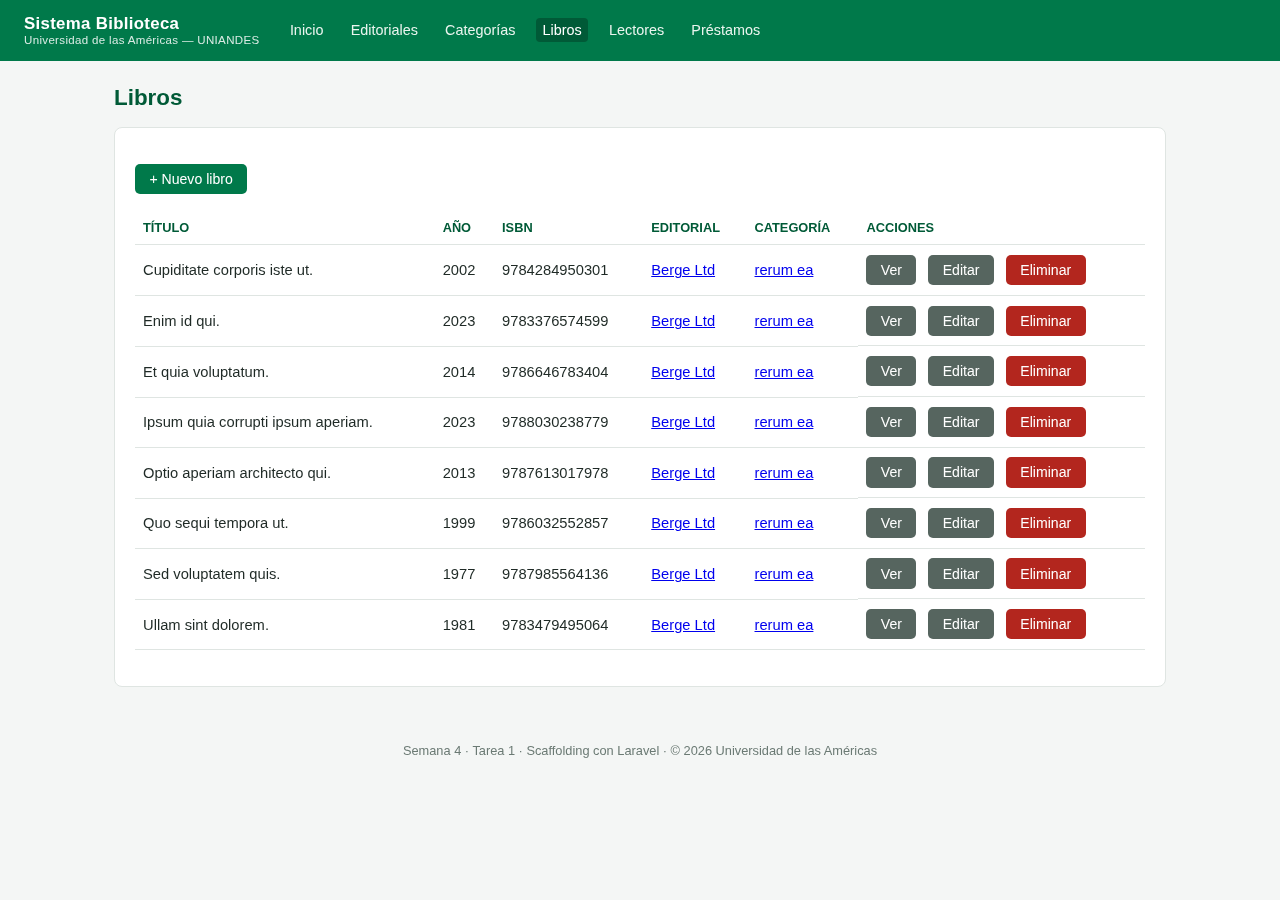 Sistema Biblioteca
Universidad de las Américas — UNIANDES
Inicio Editoriales Categorías Libros Lectores Préstamos
Libros
+ Nuevo libro
TÍTULO AÑO ISBN EDITORIAL CATEGORÍA ACCIONES
Cupiditate corporis iste ut. 2002 9784284950301 Berge Ltd rerum ea Ver Editar Eliminar
Enim id qui. 2023 9783376574599 Berge Ltd rerum ea Ver Editar Eliminar
Et quia voluptatum. 2014 9786646783404 Berge Ltd rerum ea Ver Editar Eliminar
Ipsum quia corrupti ipsum aperiam. 2023 9788030238779 Berge Ltd rerum ea Ver Editar Eliminar
Optio aperiam architecto qui. 2013 9787613017978 Berge Ltd rerum ea Ver Editar Eliminar
Quo sequi tempora ut. 1999 9786032552857 Berge Ltd rerum ea Ver Editar Eliminar
Sed voluptatem quis. 1977 9787985564136 Berge Ltd rerum ea Ver Editar Eliminar
Ullam sint dolorem. 1981 9783479495064 Berge Ltd rerum ea Ver Editar Eliminar
Semana 4 · Tarea 1 · Scaffolding con Laravel · © 2026 Universidad de las Américas